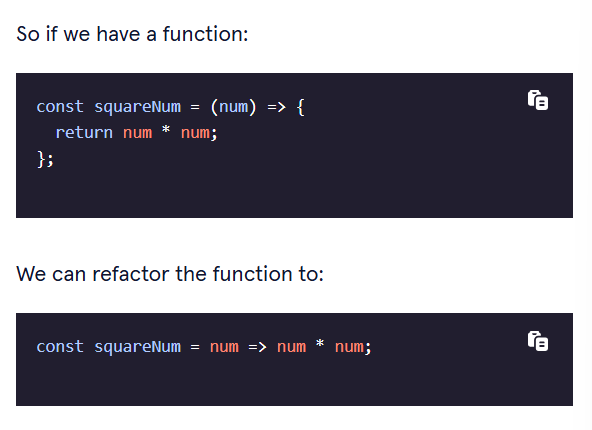 So if we have a function:
const squareNum = (num) => {
  return num * num;
};
We can refactor the function to:
const squareNum = num => num * num;